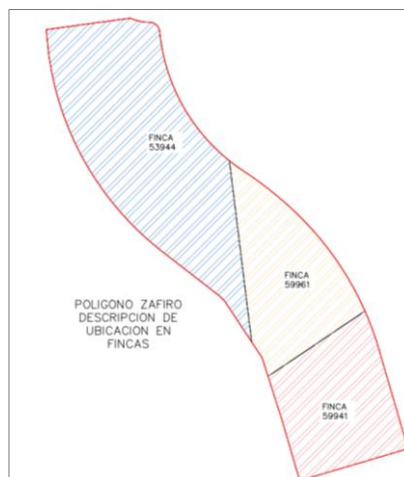 FINCA
53944
FINCA
59961
POLIGONO ZAFIRO
DESCRIPCION DE
UBICACION EN
FINCAS
FINCA
59941